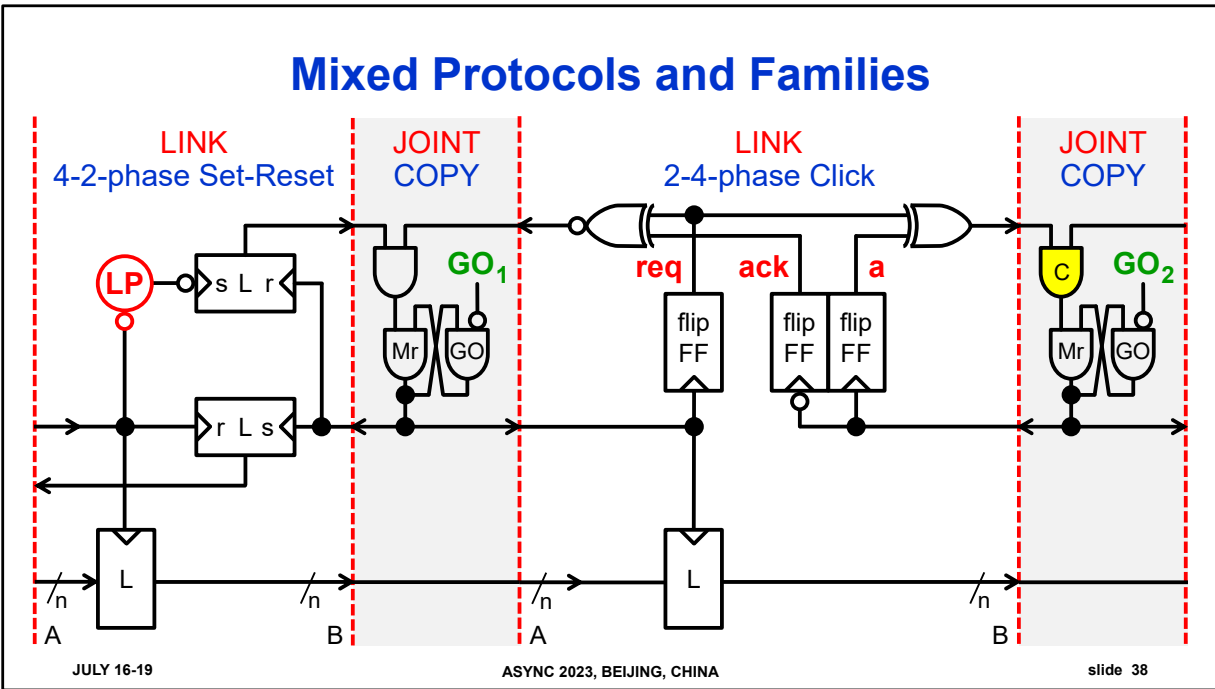 Mixed Protocols and Families
LINK
4-2-phase Set-Reset
JOINT
COPY
LINK
2-4-phase Click
JOINT
COPY
LP
s L r
GO1
req
ack
a
C
GO2
Mr
GO
flip
FF
flip
FF
flip
FF
Mr
GO
r L s
L
L
n
n
n
n
A
B
A
B
JULY 16-19
ASYNC 2023, BEIJING, CHINA
slide 38